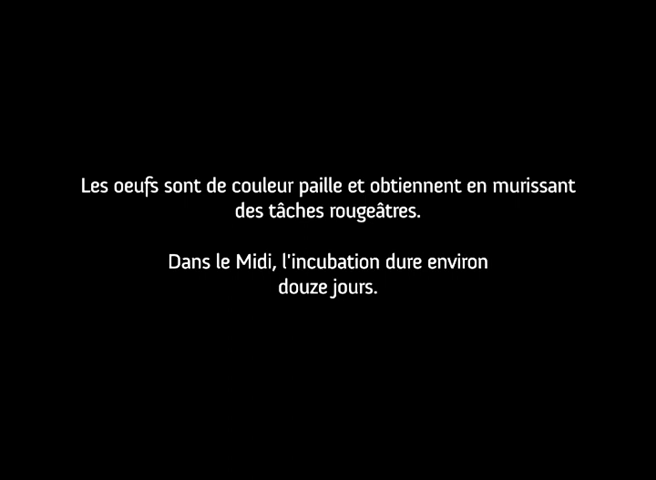 Les oeufs sont de couleur paille et obtiennent en murissant
des tâches rougeâtres.
Dans le Midi, l'incubation dure environ
douze jours.